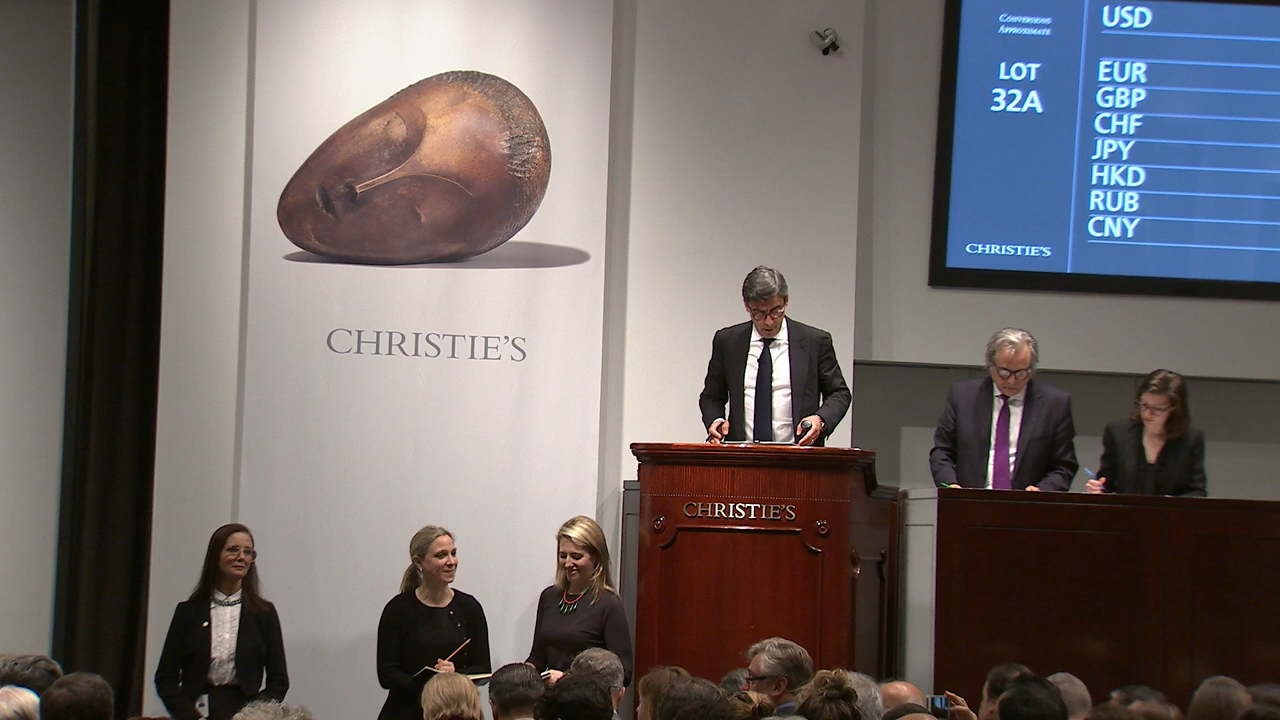 CHRISTIE'S
CHRISTIE'S
CONVERSIONS
APPROXIMATE
LOT
32A
CHRISTIE'S
USD
EUR
GBP
CHF
JPY
HKD
RUB
CNY